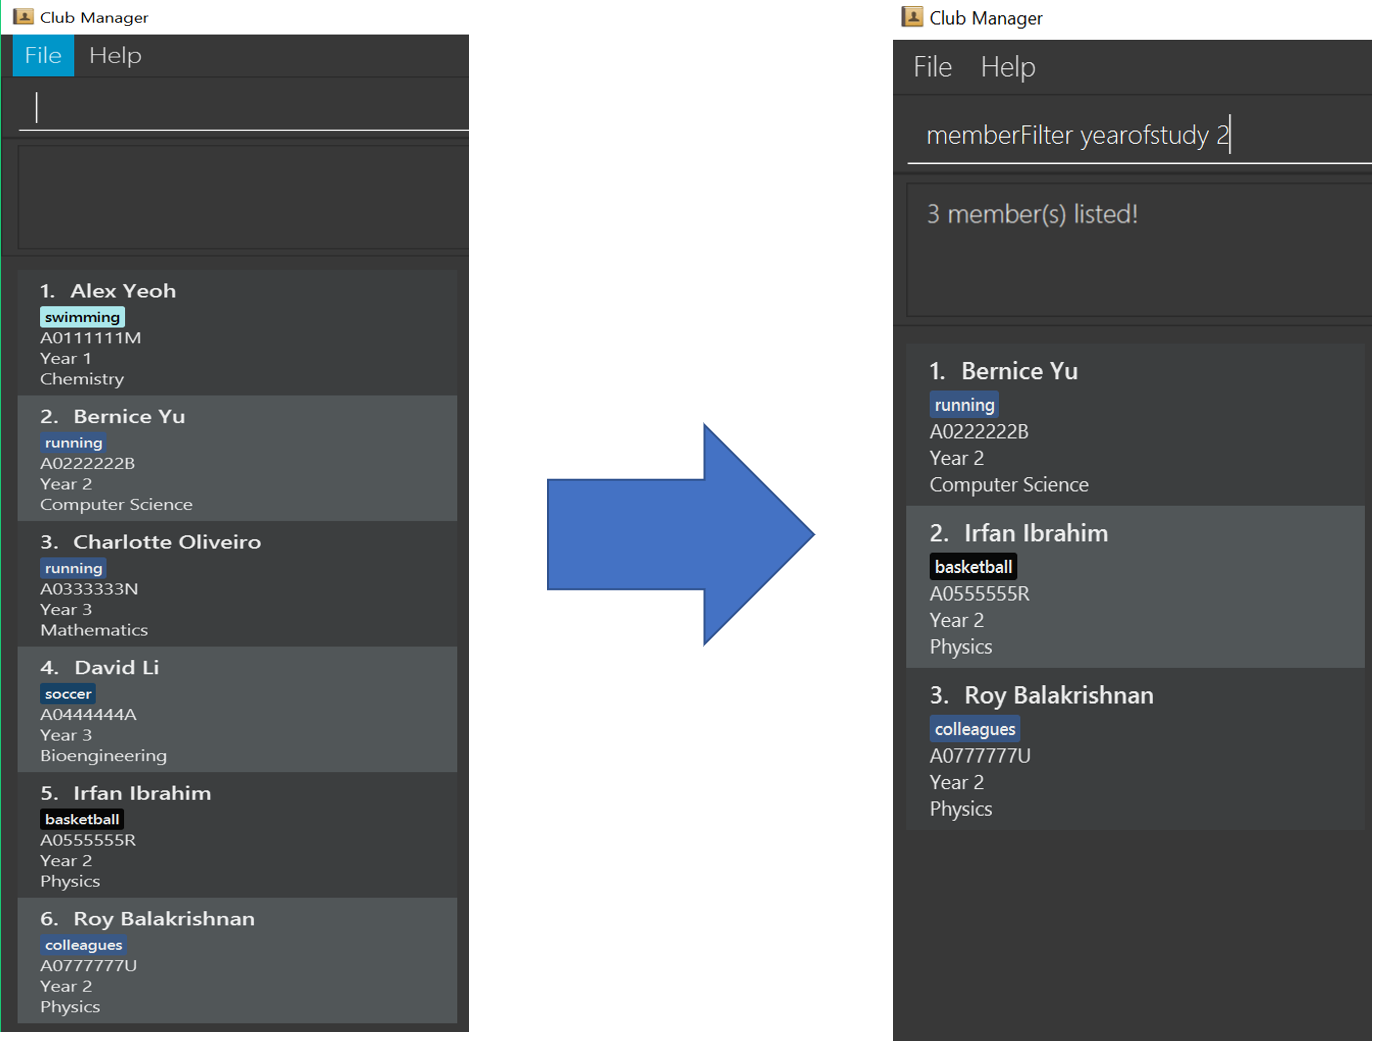 Club Manager
File Help
1. Alex Yeoh
swimming
A0111111M
Year 1
Chemistry
2. Bernice Yu
running
A0222222B
Year 2
Computer Science
3. Charlotte Oliveiro
running
A0333333N
Year 3
Mathematics
4. David Li
soccer
A0444444A
Year 3
Bioengineering
5. Irfan Ibrahim
basketball
A0555555R
Year 2
Physics
6. Roy Balakrishnan
colleagues
A0777777U
Year 2
Physics
Club Manager
File Help
memberFilter yearofstudy 2
3 member(s) listed!
1. Bernice Yu
running
A0222222B
Year 2
Computer Science
2. Irfan Ibrahim
basketball
A0555555R
Year 2
Physics
3. Roy Balakrishnan
colleagues
A0777777U
Year 2
Physics